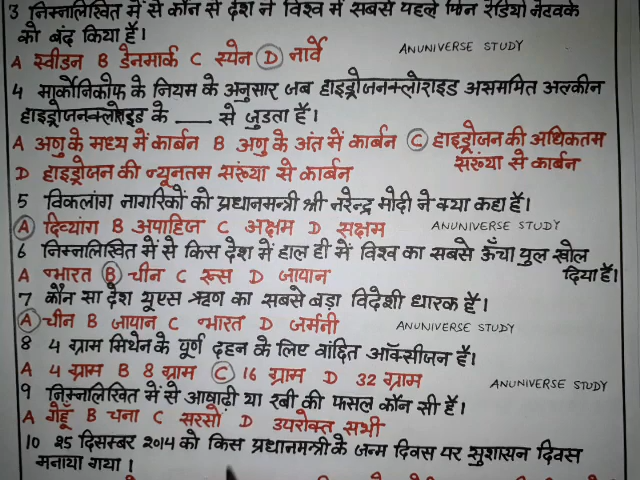 3 निम्नलिखित में से कौन से देश ने विश्व में सबसे पहले फिन रेडियो नेटवर्क
को बंद किया है।
A स्वीडन B डेनमार्क C स्पेन D नार्वे
ANUNIVERSE STUDY
4 मार्कोनिकोफ के नियम के अनुसार जब हाइड्रोजनक्लोराइड असममित अल्कीन
हाइड्रोजनक्लोराइड के ___ से जुडता है।
A अणु के मध्य में कार्बन B अणु के अंत में कार्बन C हाइड्रोजन की अधिकतम
संख्या से कार्बन
D हाइड्रोजन की न्यूनतम संख्या से कार्बन
5 विकलांग नागरिकों को प्रधानमन्त्री श्री नरेन्द्र मोदी ने क्या कहा है।
A दिव्यांग B अपाहिज C अक्षम D सक्षम
ANUNIVERSE STUDY
6 निम्नलिखित में से किस देश में हाल ही में विश्व का सबसे ऊँचा पुल खोल
दिया है।
A भारत B चीन C रूस D जापान
7 कौन सा देश यूएस ऋण का सबसे बड़ा विदेशी धारक है।
A चीन B जापान C भारत D जर्मनी
ANUNIVERSE STUDY
8 4 ग्राम मिथेन के पूर्ण दहन के लिए वांदित ऑक्सीजन है।
A 4 ग्राम B 8 ग्राम C 16 ग्राम D 32 ग्राम
ANUNIVERSE STUDY
9 निम्नलिखित में से आषाढी या रबी की फसल कौन सी है।
A गेहूँ B चना C सरसों D उपरोक्त सभी
10 25 दिसम्बर 2014 को किस प्रधानमन्त्री के जन्म दिवस पर सुशासन दिवस
मनाया गया।